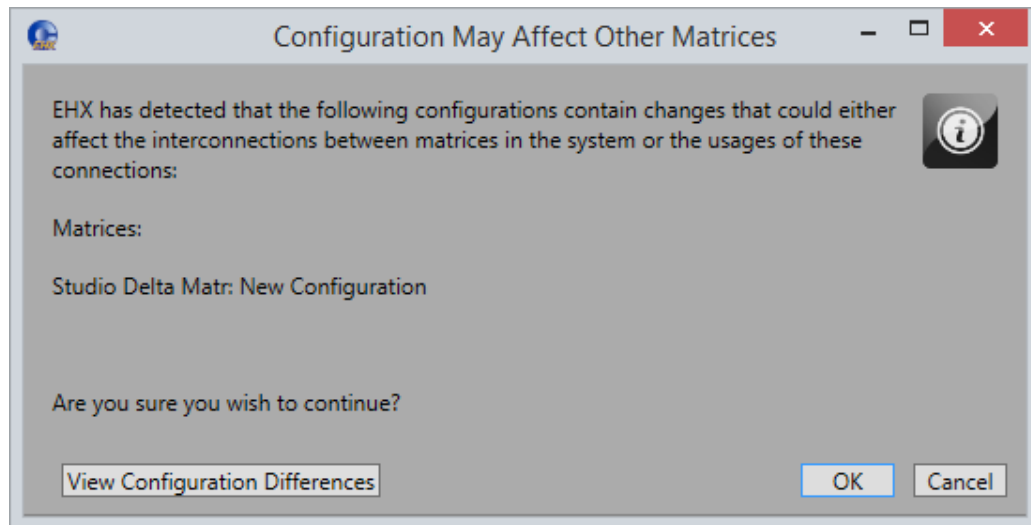 Configuration May Affect Other Matrices
EHX has detected that the following configurations contain changes that could either
affect the interconnections between matrices in the system or the usages of these
connections:
Matrices:
Studio Delta Matr: New Configuration
Are you sure you wish to continue?
View Configuration Differences
OK
Cancel